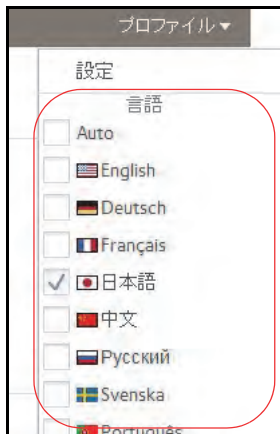 プロファイル▼
設定
言語
Auto
English
Deutsch
Français
日本語
中文
Русский
Svenska
Português